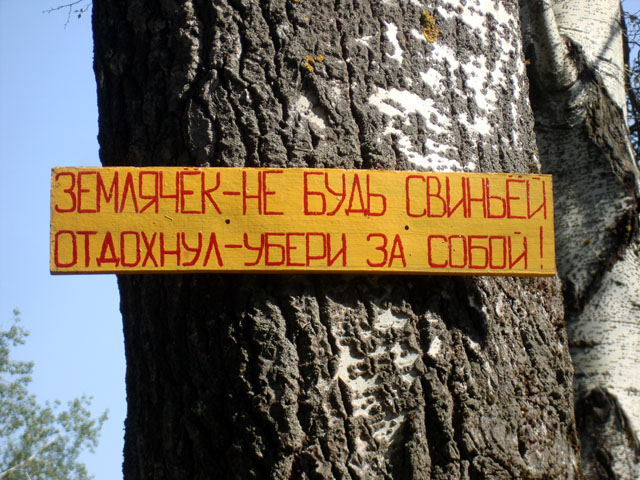 ЗЕМЛЯЧЁК-НЕ БУДЬ СВИНЬЁЙ
ОТДОХНУЛ-УБЕРИ ЗА СОБОЙ!